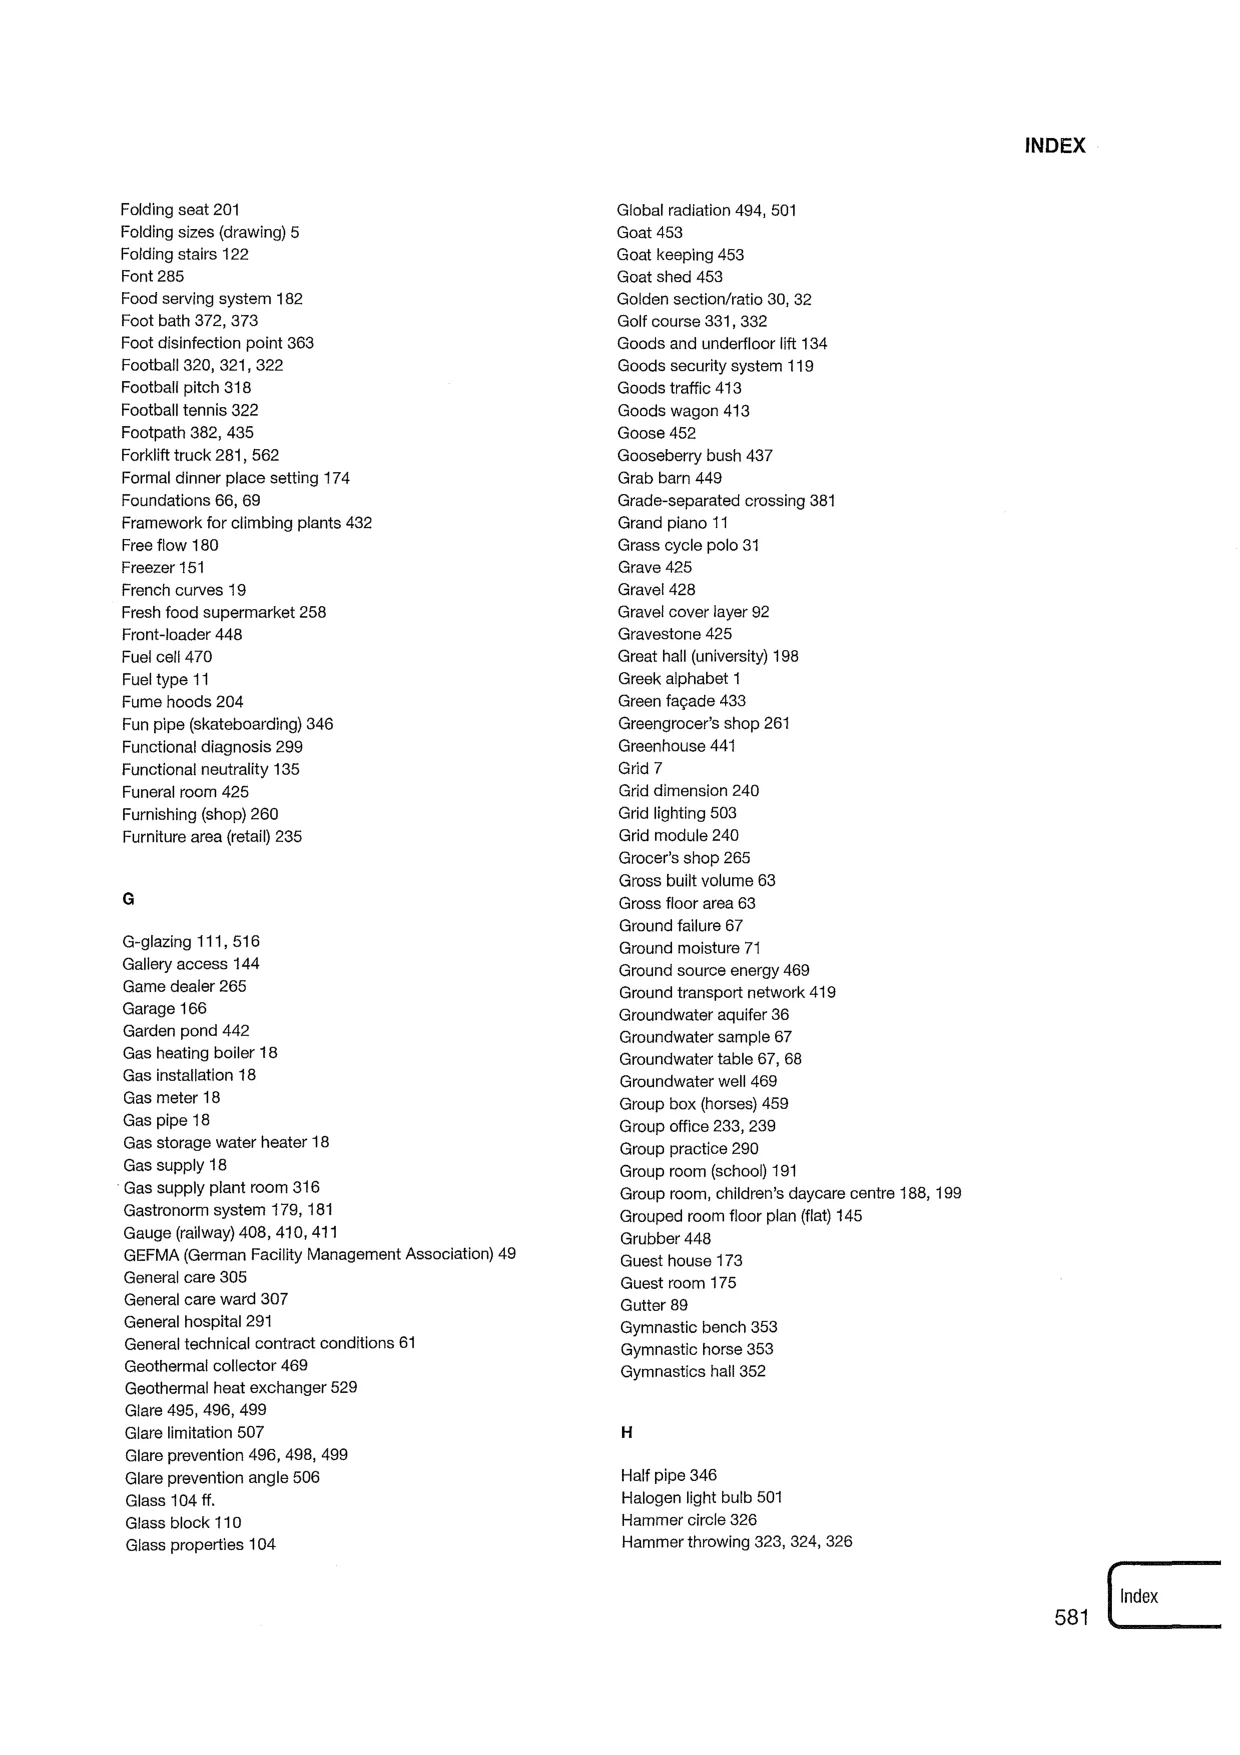 INDEX
Folding seat 201
Folding sizes (drawing) 5
Folding stairs 122
Font 285
Food serving system 182
Foot bath 372, 373
Foot disinfection point 363
Football 320, 321, 322
Football pitch 318
Football tennis 322
Footpath 382, 435
Forklift truck 281, 562
Formal dinner place setting 174
Foundations 66, 69
Framework for climbing plants 432
Free flow 180
Freezer 151
French curves 19
Fresh food supermarket 258
Front-loader 448
Fuel cell 470
Fuel type 11
Fume hoods 204
Fun pipe (skateboarding) 346
Functional diagnosis 299
Functional neutrality 135
Funeral room 425
Furnishing (shop) 260
Furniture area (retail) 235
G
G-glazing 111, 516
Gallery access 144
Game dealer 265
Garage 166
Garden pond 442
Gas heating boiler 18
Gas installation 18
Gas meter 18
Gas pipe 18
Gas storage water heater 18
Gas supply 18
Gas supply plant room 316
Gastronorm system 179, 181
Gauge (railway) 408, 410, 411
GEFMA (German Facility Management Association) 49
General care 305
General care ward 307
General hospital 291
General technical contract conditions 61
Geothermal collector 469
Geothermal heat exchanger 529
Glare 495, 496, 499
Glare limitation 507
Glare prevention 496, 498, 499
Glare prevention angle 506
Glass 104 ff.
Glass block 110
Glass properties 104
Global radiation 494, 501
Goat 453
Goat keeping 453
Goat shed 453
Golden section/ratio 30, 32
Golf course 331, 332
Goods and underfloor lift 134
Goods security system 119
Goods traffic 413
Goods wagon 413
Goose 452
Gooseberry bush 437
Grab barn 449
Grade-separated crossing 381
Grand piano 11
Grass cycle polo 31
Grave 425
Gravel 428
Gravel cover layer 92
Gravestone 425
Great hall (university) 198
Greek alphabet 1
Green façade 433
Greengrocer's shop 261
Greenhouse 441
Grid 7
Grid dimension 240
Grid lighting 503
Grid module 240
Grocer's shop 265
Gross built volume 63
Gross floor area 63
Ground failure 67
Ground moisture 71
Ground source energy 469
Ground transport network 419
Groundwater aquifer 36
Groundwater sample 67
Groundwater table 67, 68
Groundwater well 469
Group box (horses) 459
Group office 233, 239
Group practice 290
Group room (school) 191
Group room, children's daycare centre 188, 199
Grouped room floor plan (flat) 145
Grubber 448
Guest house 173
Guest room 175
Gutter 89
Gymnastic bench 353
Gymnastic horse 353
Gymnastics hall 352
H
Half pipe 346
Halogen light bulb 501
Hammer circle 326
Hammer throwing 323, 324, 326
Index
581